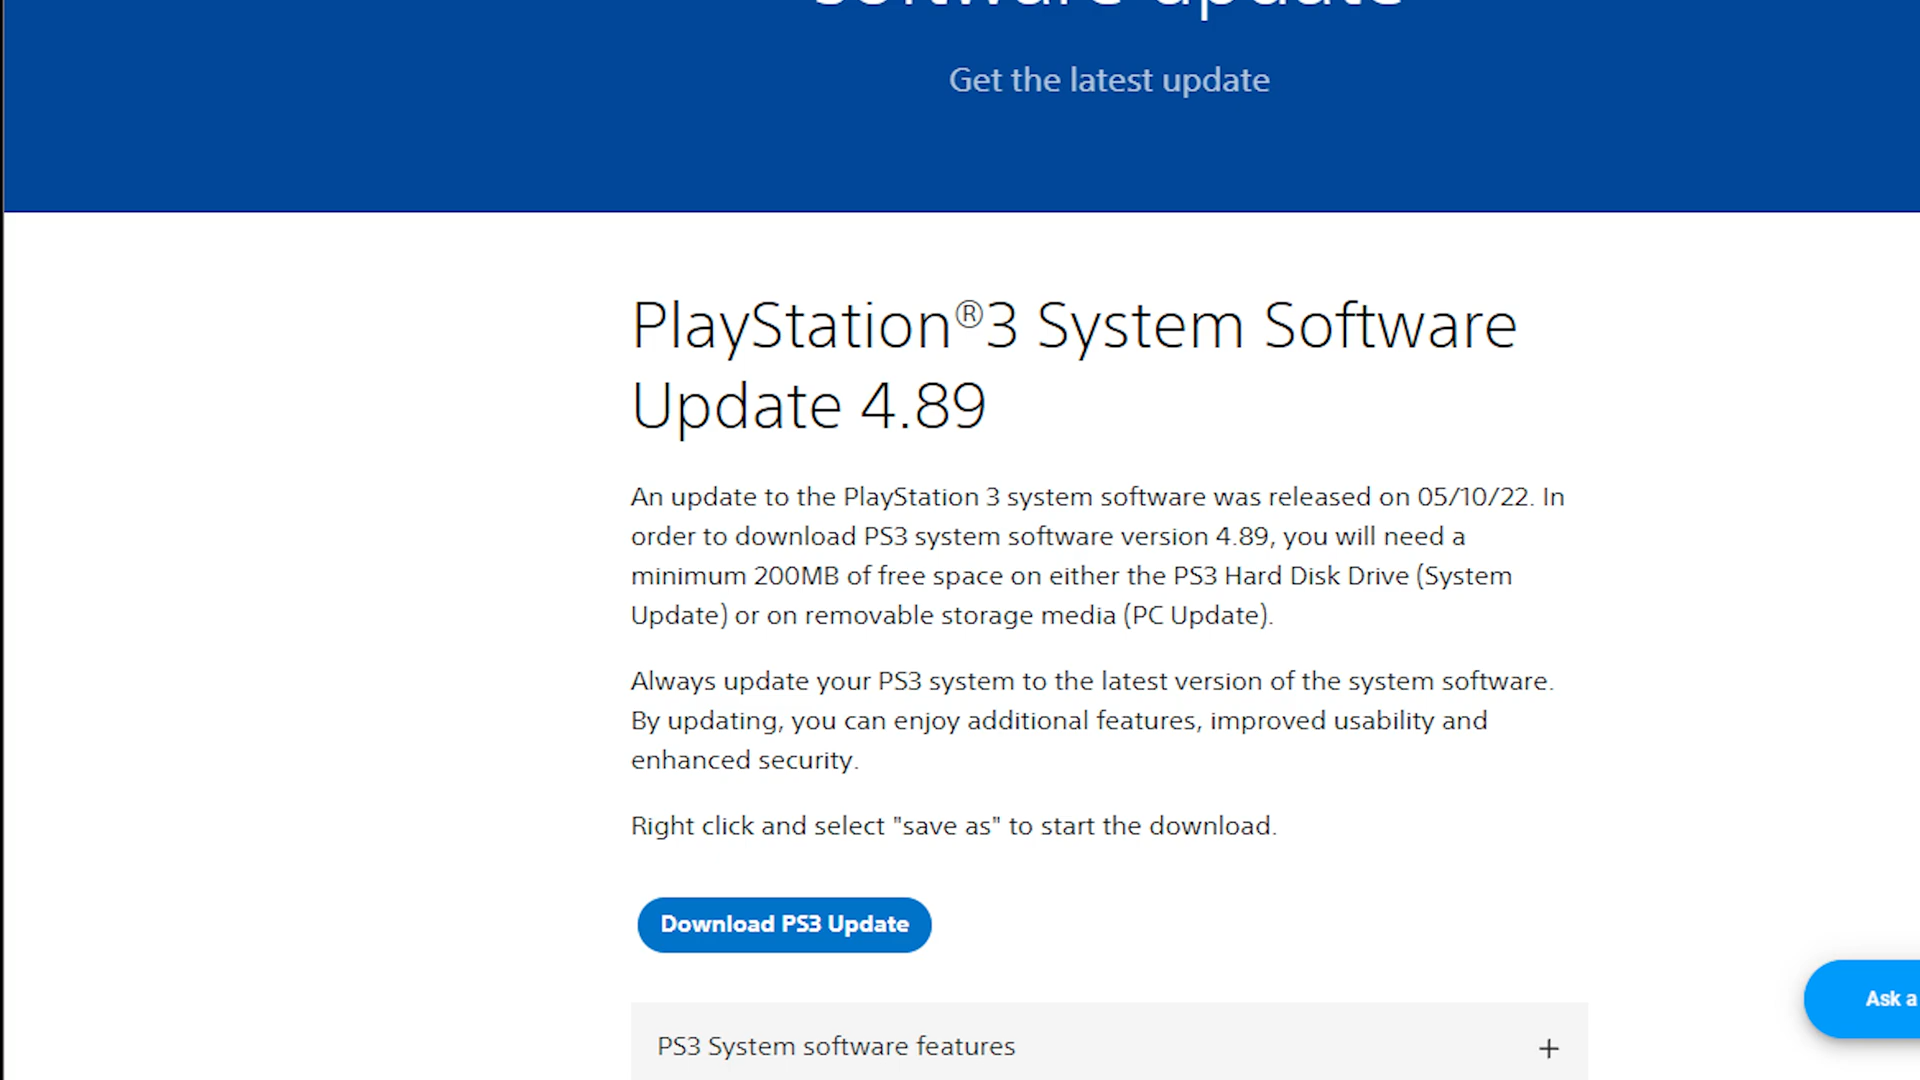 software update
Get the latest update
PlayStation®3 System Software
Update 4.89
An update to the PlayStation 3 system software was released on 05/10/22. In
order to download PS3 system software version 4.89, you will need a
minimum 200MB of free space on either the PS3 Hard Disk Drive (System
Update) or on removable storage media (PC Update).
Always update your PS3 system to the latest version of the system software.
By updating, you can enjoy additional features, improved usability and
enhanced security.
Right click and select "save as" to start the download.
Download PS3 Update
Ask a
PS3 System software features
+